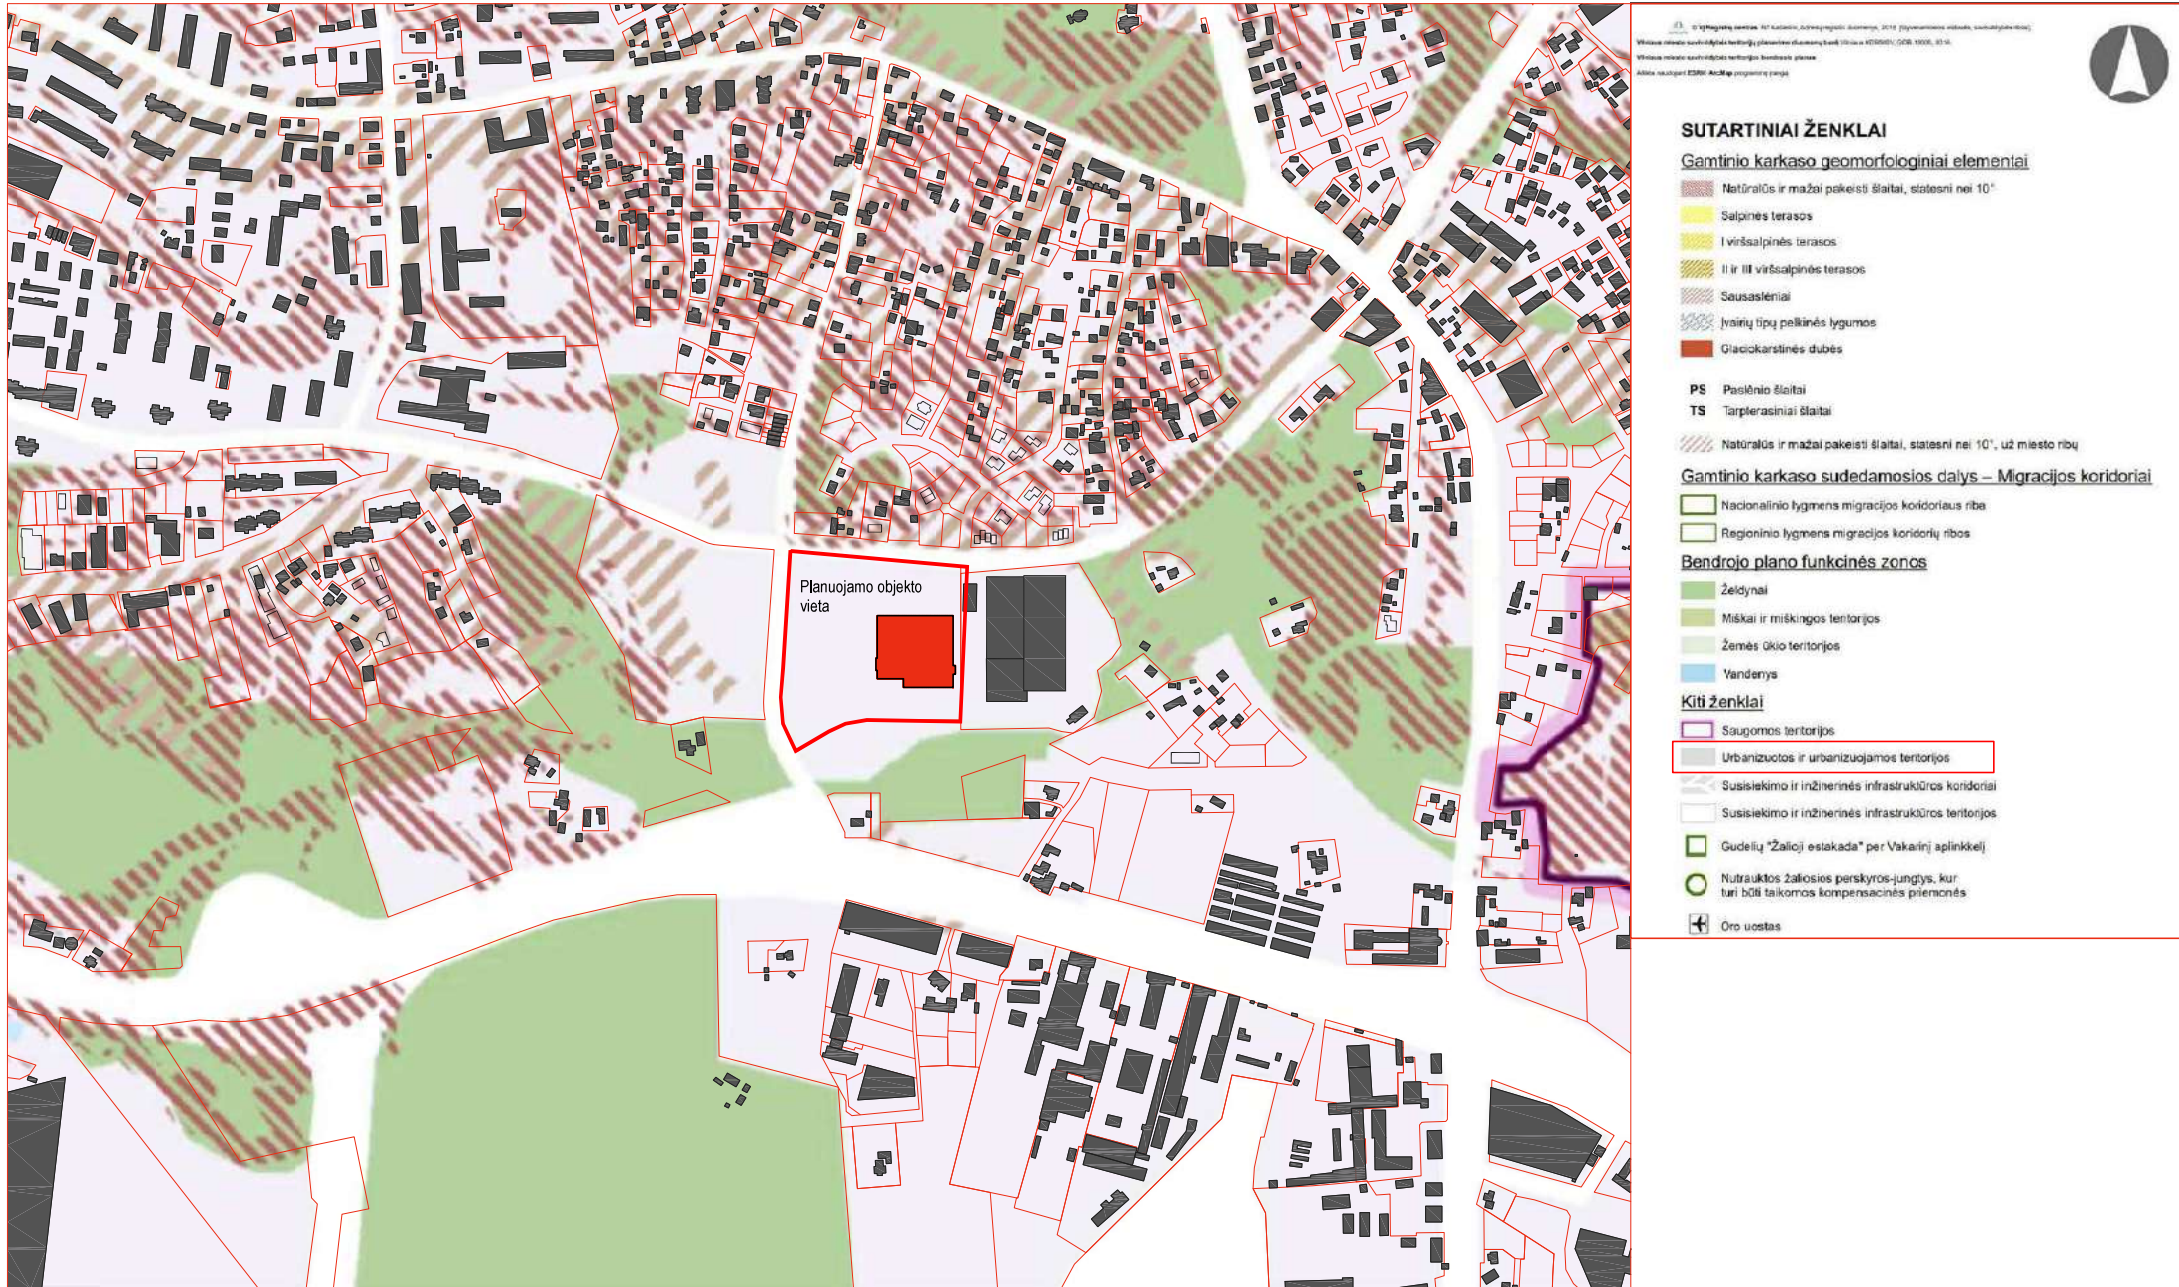 Vilniaus miesto savivaldybės teritorijos bendrasis planas
SUTARTINIAI ŽENKLAI
Gamtinio karkaso geomorfologiniai elementai
Natūralūs ir mažai pakeisti šlaitai, statesni nei 10°
Salpinės terasos
I viršsalpinės terasos
II ir III viršsalpinės terasos
Sausaslėniai
Įvairių tipų pelkinės lygumos
Glaciokarstinės dubės
PS Paslėnio šlaitai
TS Tarpterasiniai šlaitai
Natūralūs ir mažai pakeisti šlaitai, statesni nei 10°, už miesto ribų
Gamtinio karkaso sudedamosios dalys – Migracijos koridoriai
Nacionalinio lygmens migracijos koridoriaus riba
Regioninio lygmens migracijos koridorių ribos
Bendrojo plano funkcinės zonos
Želdynai
Miškai ir miškingos teritorijos
Žemės ūkio teritorijos
Vandenys
Kiti ženklai
Saugomos teritorijos
Urbanizuotos ir urbanizuojamos teritorijos
Susisiekimo ir inžinerinės infrastruktūros koridoriai
Susisiekimo ir inžinerinės infrastruktūros teritorijos
Gudelių "Žalioji estakada" per Vakarinį aplinkkelį
Nutrauktos žaliosios perskyros-jungtys, kur
turi būti taikomos kompensacinės priemonės
Oro uostas
Planuojamo objekto
vieta